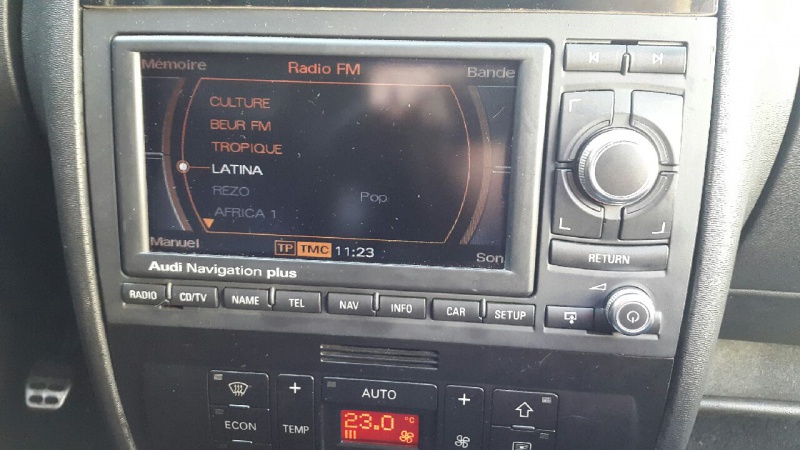 Mémoire Radio FM Bande
CULTURE
BEUR FM
TROPIQUE
LATINA
REZO Pop
AFRICA 1
Manuel TP TMC 11:23 Son
Audi Navigation plus
RETURN
RADIO CD/TV NAME TEL NAV INFO CAR SETUP
AUTO
ECON TEMP 23.0 °C